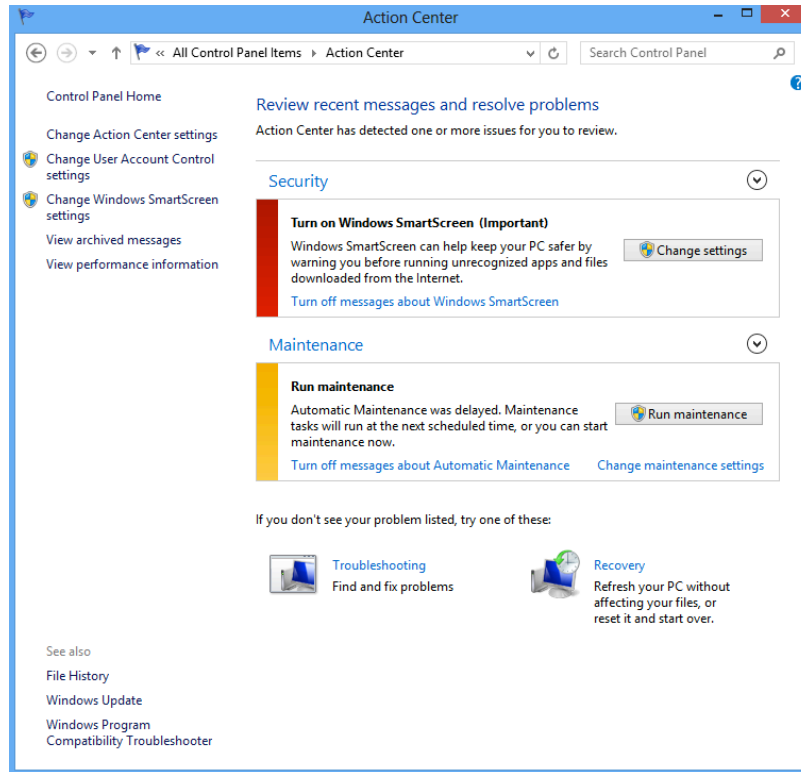 Action Center
« All Control Panel Items ▸ Action Center
Search Control Panel
Control Panel Home
Change Action Center settings
Change User Account Control
settings
Change Windows SmartScreen
settings
View archived messages
View performance information
Review recent messages and resolve problems
Action Center has detected one or more issues for you to review.
Security
Turn on Windows SmartScreen (Important)
Windows SmartScreen can help keep your PC safer by
warning you before running unrecognized apps and files
downloaded from the Internet.
Change settings
Turn off messages about Windows SmartScreen
Maintenance
Run maintenance
Automatic Maintenance was delayed. Maintenance
tasks will run at the next scheduled time, or you can start
maintenance now.
Run maintenance
Turn off messages about Automatic Maintenance
Change maintenance settings
If you don't see your problem listed, try one of these:
Troubleshooting
Find and fix problems
Recovery
Refresh your PC without
affecting your files, or
reset it and start over.
See also
File History
Windows Update
Windows Program
Compatibility Troubleshooter